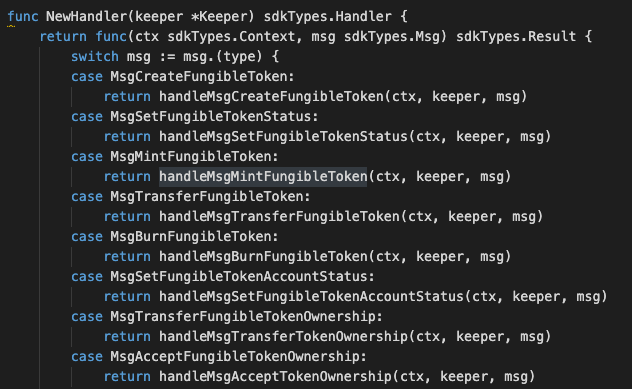 func NewHandler(keeper *Keeper) sdkTypes.Handler {
    return func(ctx sdkTypes.Context, msg sdkTypes.Msg) sdkTypes.Result {
        switch msg := msg.(type) {
        case MsgCreateFungibleToken:
            return handleMsgCreateFungibleToken(ctx, keeper, msg)
        case MsgSetFungibleTokenStatus:
            return handleMsgSetFungibleTokenStatus(ctx, keeper, msg)
        case MsgMintFungibleToken:
            return handleMsgMintFungibleToken(ctx, keeper, msg)
        case MsgTransferFungibleToken:
            return handleMsgTransferFungibleToken(ctx, keeper, msg)
        case MsgBurnFungibleToken:
            return handleMsgBurnFungibleToken(ctx, keeper, msg)
        case MsgSetFungibleTokenAccountStatus:
            return handleMsgSetFungibleTokenAccountStatus(ctx, keeper, msg)
        case MsgTransferFungibleTokenOwnership:
            return handleMsgTransferTokenOwnership(ctx, keeper, msg)
        case MsgAcceptFungibleTokenOwnership:
            return handleMsgAcceptTokenOwnership(ctx, keeper, msg)